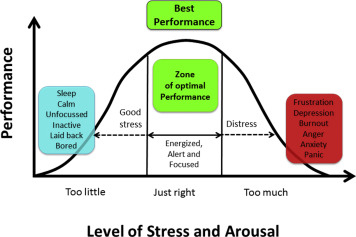 Best
Performance
Performance
Sleep
Calm
Unfocussed
Inactive
Laid back
Bored
Good
stress
Zone
of optimal
Performance
Energized,
Alert and
Focused
Distress
Frustration
Depression
Burnout
Anger
Anxiety
Panic
Too little
Just right
Too much
Level of Stress and Arousal